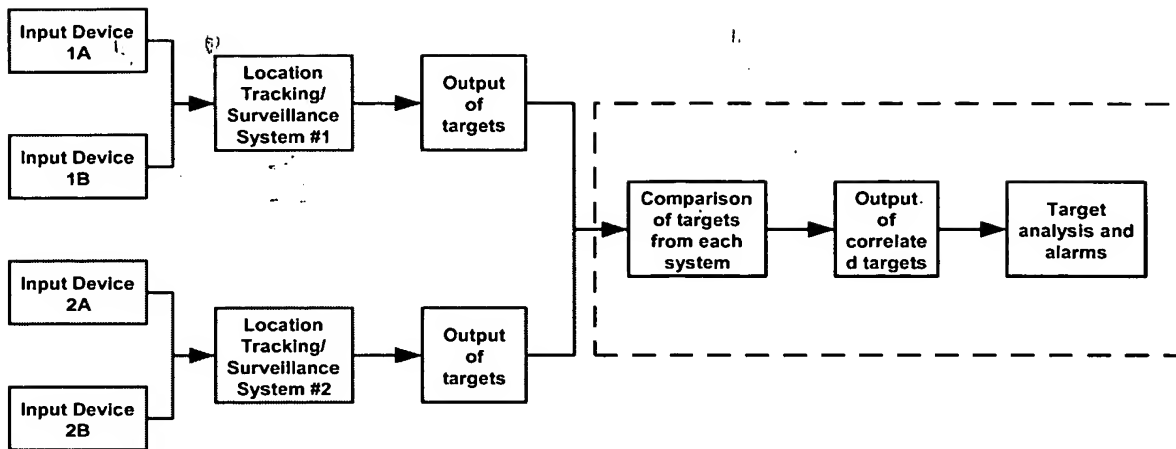 Input Device
1A
Input Device
1B
Location
Tracking/
Surveillance
System #1
Output
of
targets
Input Device
2A
Input Device
2B
Location
Tracking/
Surveillance
System #2
Output
of
targets
Comparison
of targets
from each
system
Output
of
correlate
d targets
Target
analysis and
alarms